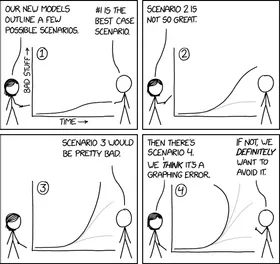 OUR NEW MODELS
OUTLINE A FEW
POSSIBLE SCENARIOS.
#1 IS THE
BEST CASE
SCENARIO.
1
BAD STUFF →
TIME →
SCENARIO 2 IS
NOT SO GREAT.
2
SCENARIO 3 WOULD
BE PRETTY BAD.
3
THEN THERE'S
SCENARIO 4.
WE THINK IT'S A
GRAPHING ERROR.
IF NOT, WE
DEFINITELY
WANT TO
AVOID IT.
4